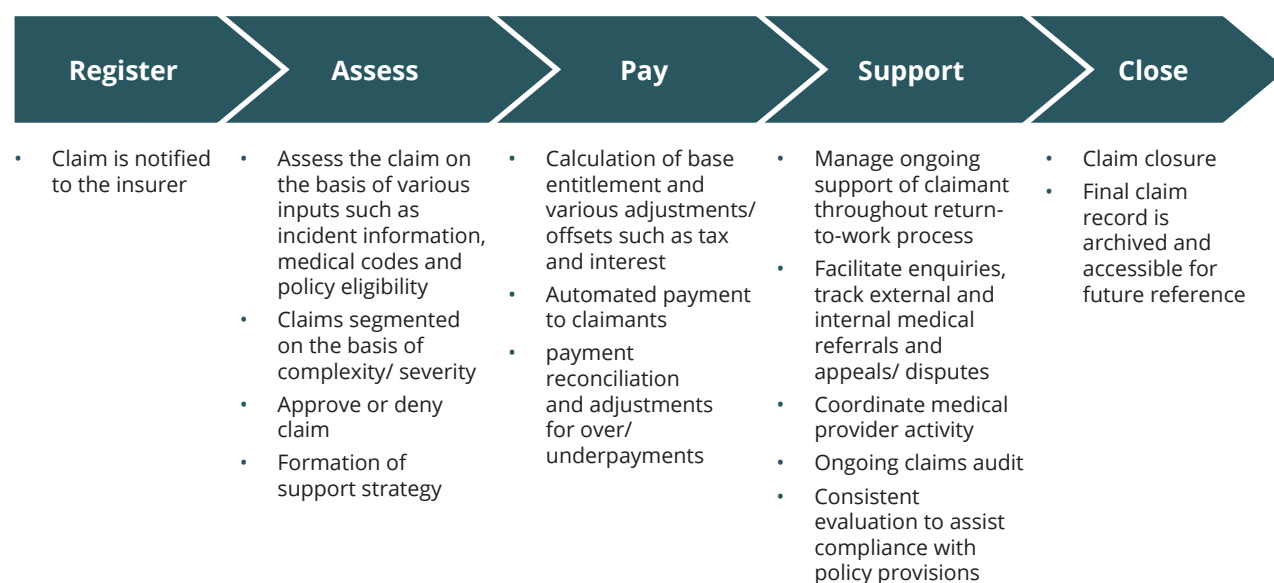 Register
Assess
Pay
Support
Close
• Claim is notified
to the insurer
• Assess the claim on
the basis of various
inputs such as
incident information,
medical codes and
policy eligibility
• Claims segmented
on the basis of
complexity/ severity
• Approve or deny
claim
• Formation of
support strategy
• Calculation of base
entitlement and
various adjustments/
offsets such as tax
and interest
• Automated payment
to claimants
• payment
reconciliation
and adjustments
for over/
underpayments
• Manage ongoing
support of claimant
throughout return-
to-work process
• Facilitate enquiries,
track external and
internal medical
referrals and
appeals/ disputes
• Coordinate medical
provider activity
• Ongoing claims audit
• Consistent
evaluation to assist
compliance with
policy provisions
• Claim closure
• Final claim
record is
archived and
accessible for
future reference